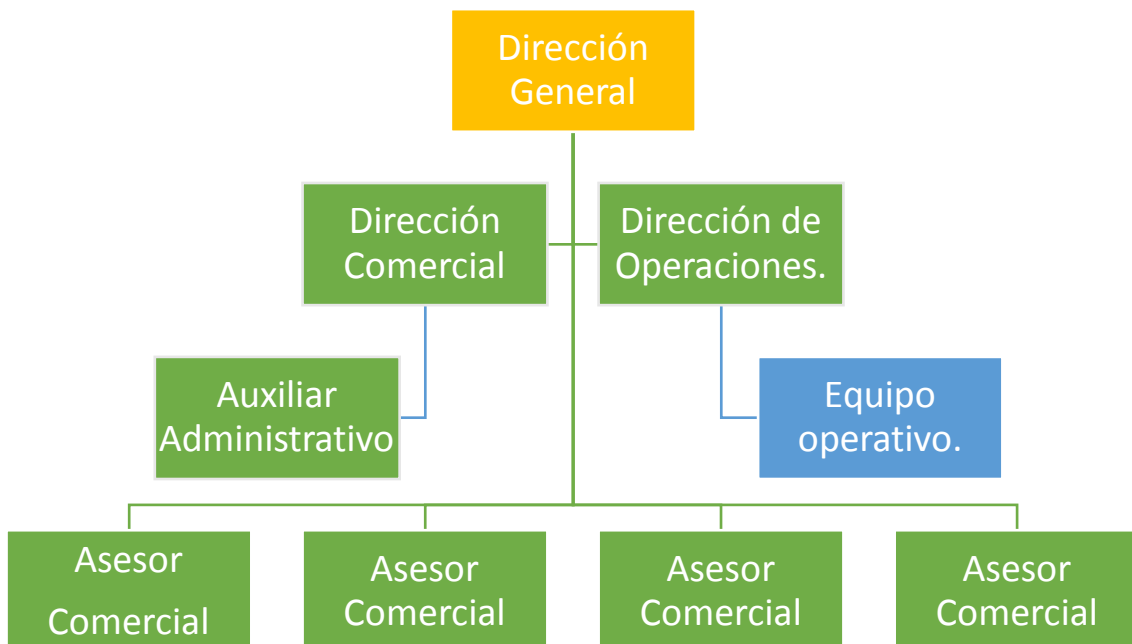 Dirección
General
Dirección
Comercial
Dirección de
Operaciones.
Auxiliar
Administrativo
Equipo
operativo.
Asesor
Comercial
Asesor
Comercial
Asesor
Comercial
Asesor
Comercial